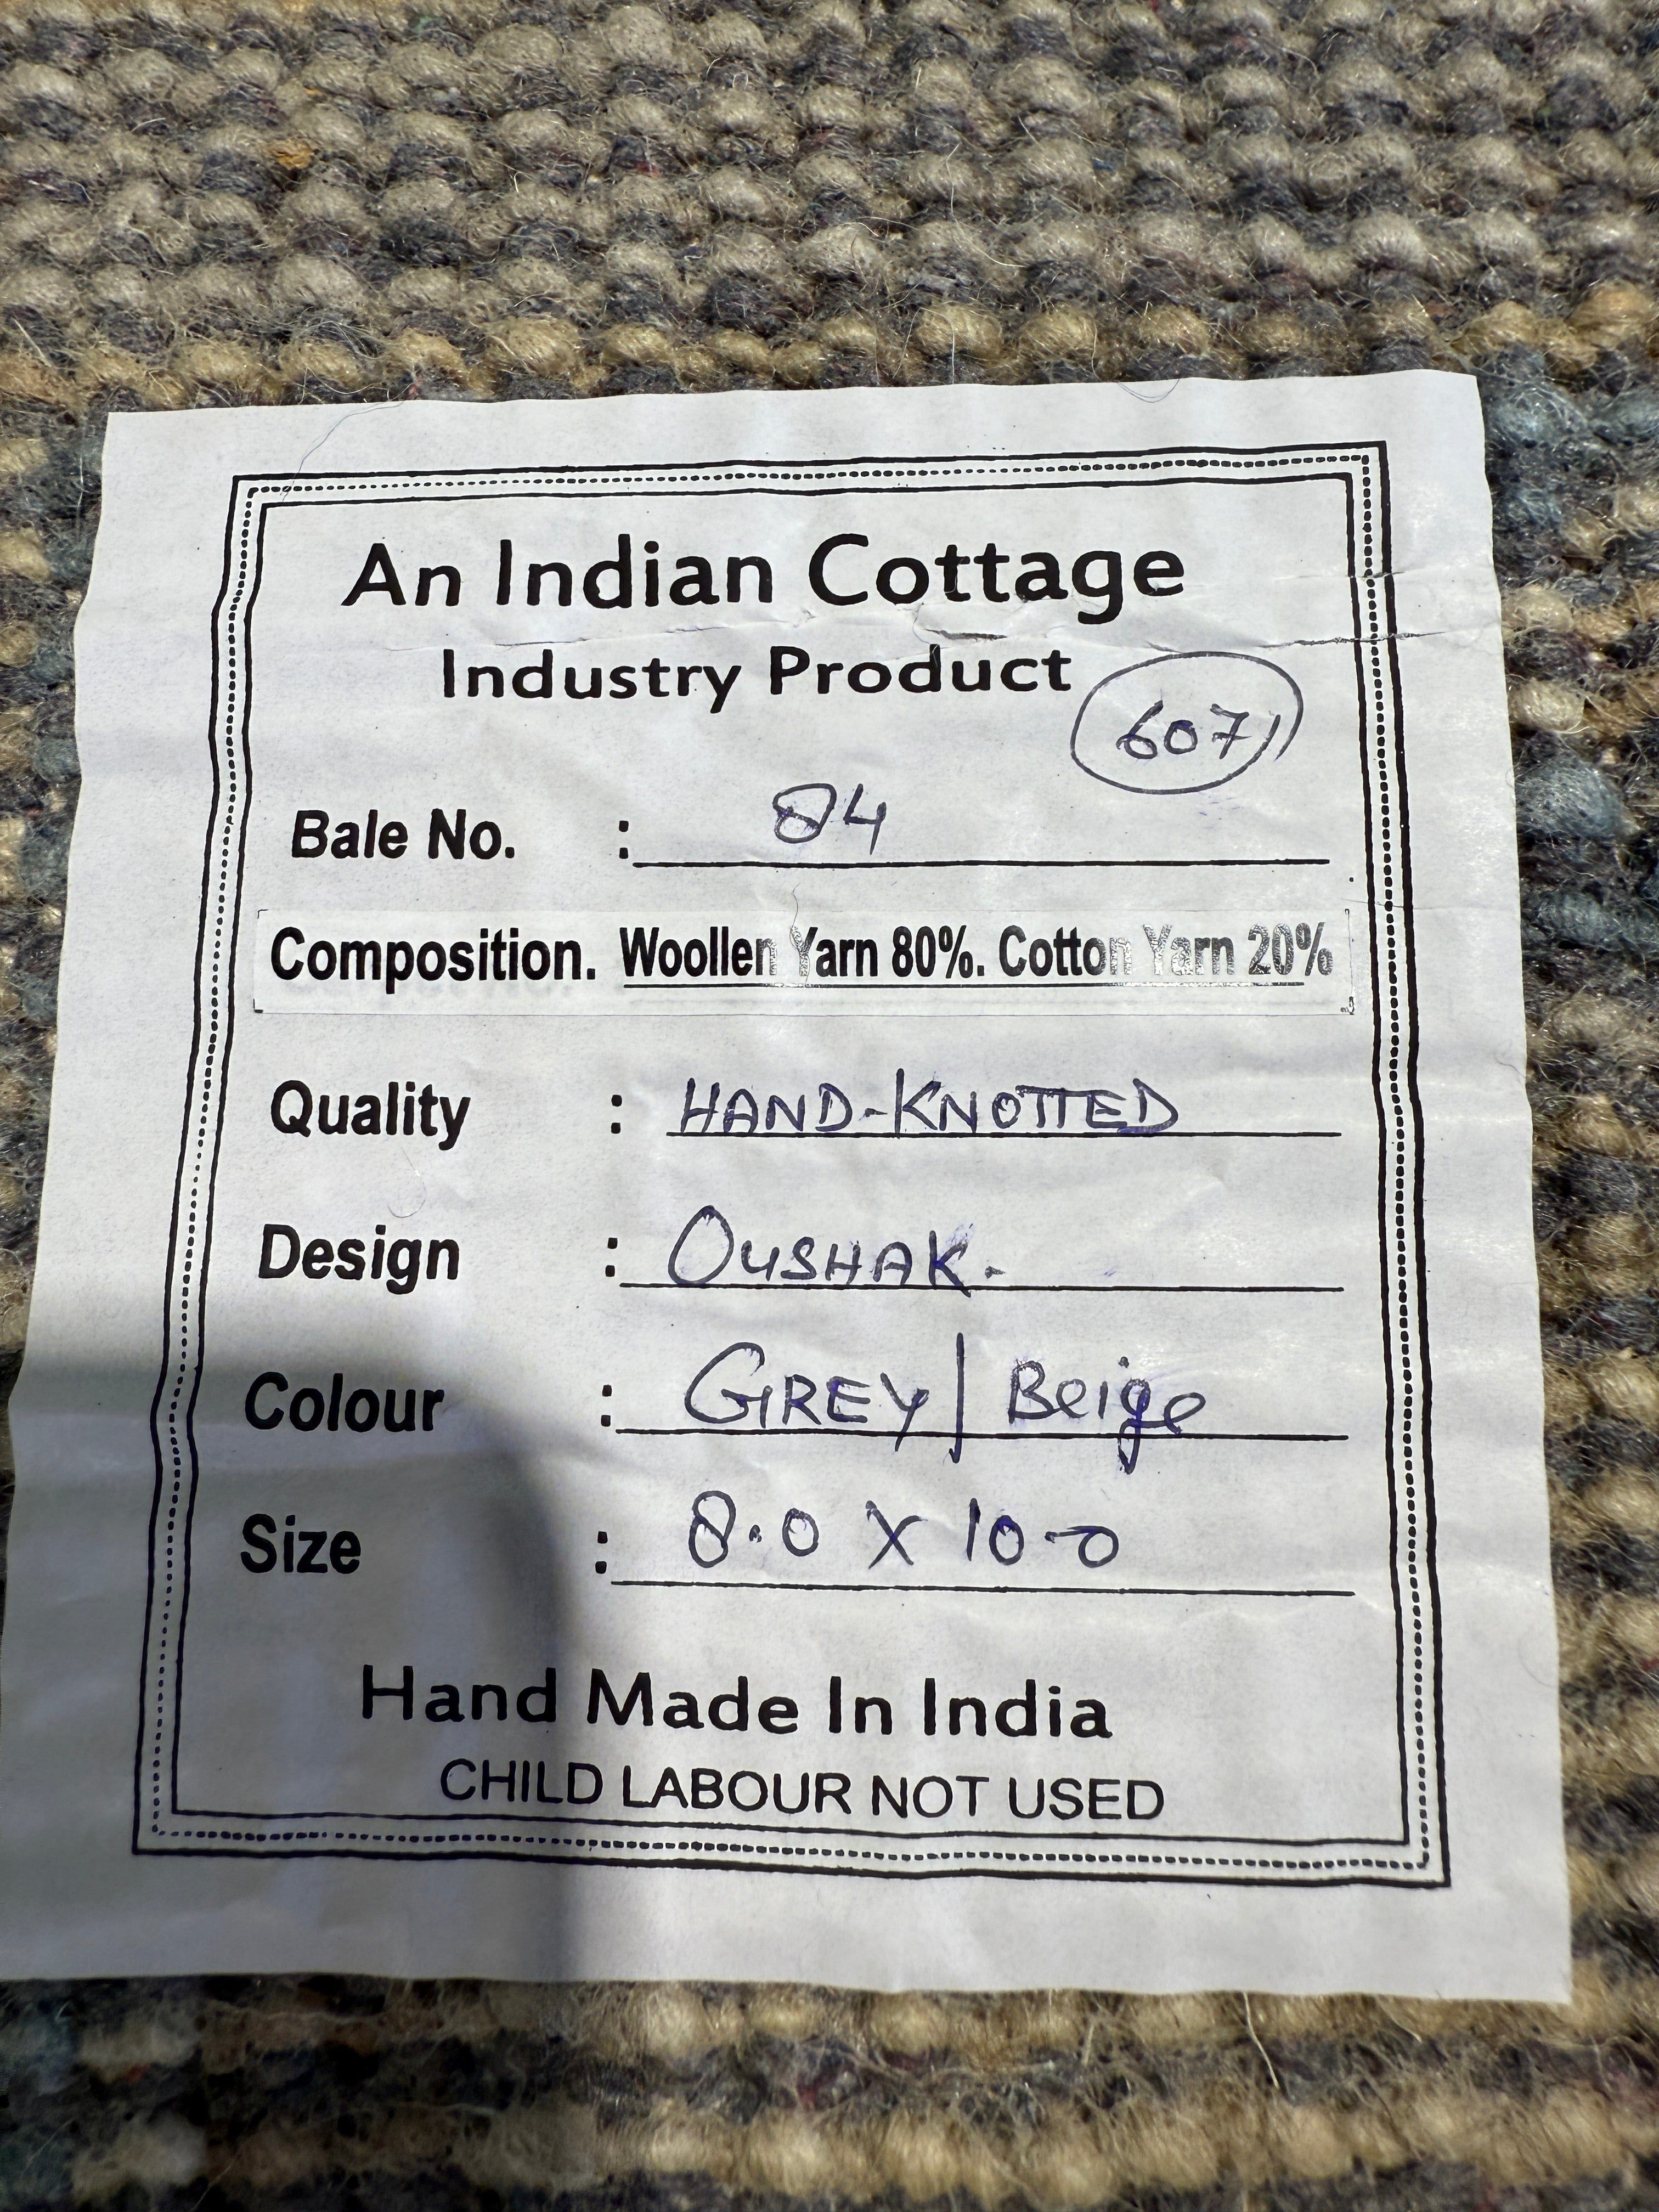 An Indian Cottage
Industry Product
607
Bale No. : 84
Composition. Woollen Yarn 80%. Cotton Yarn 20%
Quality : HAND-KNOTTED
Design : OUSHAK.
Colour : GREY | Beige
Size : 8.0 X 10-0
Hand Made In India
CHILD LABOUR NOT USED